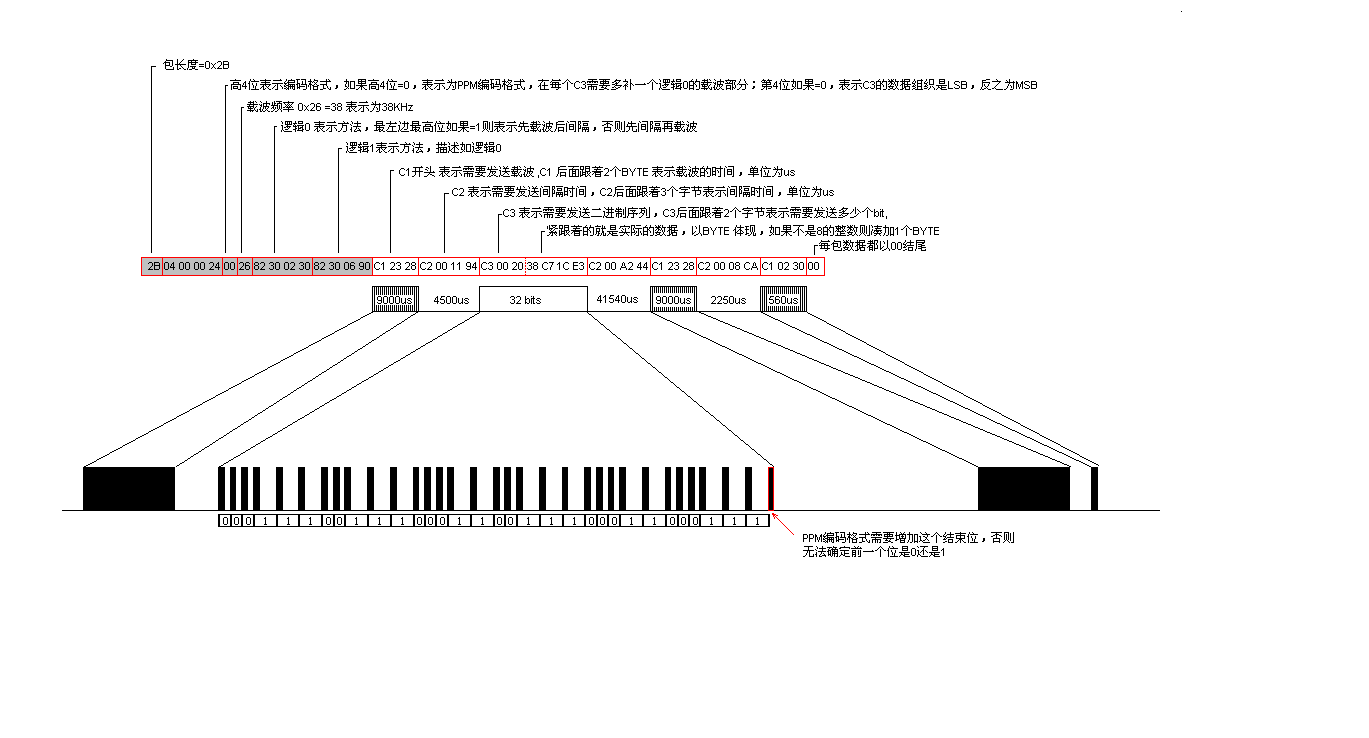 包长度=0x2B
高4位表示编码格式，如果高4位=0，表示为PPM编码格式，在每个C3需要多补一个逻辑0的载波部分；第4位如果=0，表示C3的数据组织是LSB，反之为MSB
载波频率 0x26 =38 表示为38KHz
逻辑0 表示方法，最左边最高位如果=1则表示先载波后间隔，否则先间隔再载波
逻辑1表示方法，描述如逻辑0
C1开头 表示需要发送载波 ,C1 后面跟着2个BYTE 表示载波的时间，单位为us
C2 表示需要发送间隔时间，C2后面跟着3个字节表示间隔时间，单位为us
C3 表示需要发送二进制序列，C3后面跟着2个字节表示需要发送多少个bit,
紧跟着的就是实际的数据，以BYTE 体现，如果不是8的整数则凑加1个BYTE
每包数据都以00结尾
2B 04 00 00 24 00 26 82 30 02 30 82 30 06 90 C1 23 28 C2 00 11 94 C3 00 20 38 C7 1C E3 C2 00 A2 44 C1 23 28 C2 00 08 CA C1 02 30 00
9000us 4500us 32 bits 41540us 9000us 2250us 560us
0 0 0 1 1 1 0 0 1 1 1 0 0 0 1 1 0 0 1 1 1 0 0 0 1 1 0 0 0 1 1 1
PPM编码格式需要增加这个结束位，否则
无法确定前一个位是0还是1